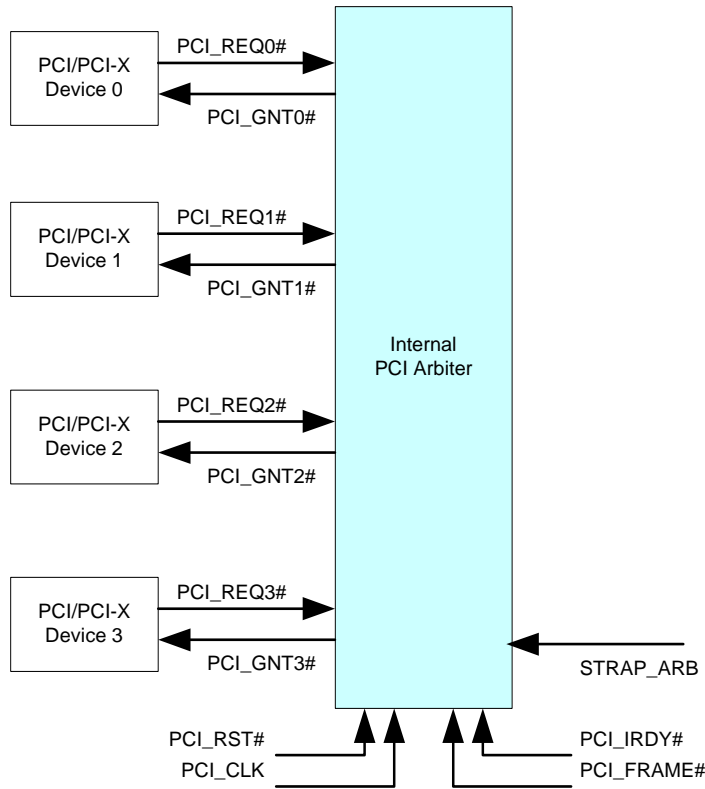 PCI_REQ0#
PCI/PCI-X
Device 0
PCI_GNT0#
PCI_REQ1#
PCI/PCI-X
Device 1
PCI_GNT1#
Internal
PCI Arbiter
PCI_REQ2#
PCI/PCI-X
Device 2
PCI_GNT2#
PCI_REQ3#
PCI/PCI-X
Device 3
PCI_GNT3#
STRAP_ARB
PCI_RST#
PCI_IRDY#
PCI_CLK
PCI_FRAME#